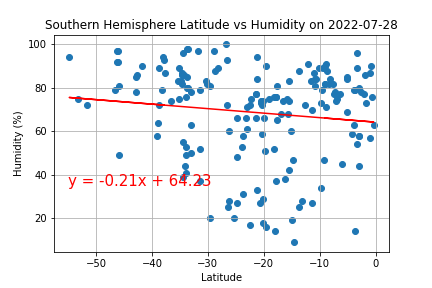 Southern Hemisphere Latitude vs Humidity on 2022-07-28
100
80
60
40
20
Humidity (%)
y = -0.21x + 64.23
−50
−40
−30
−20
−10
0
Latitude